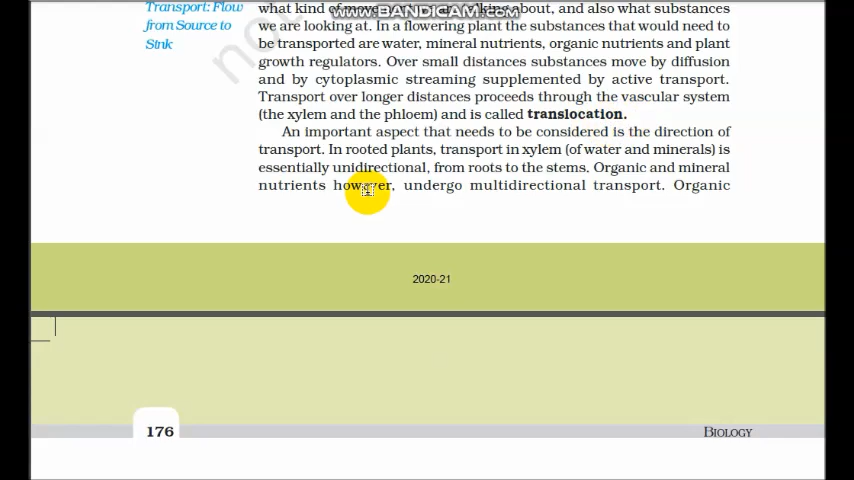 Transport: Flow
from Source to
Sink
what kind of
about, and also what substances
www.BANDICAM.com
we are looking at. In a flowering plant the substances that would need to
be transported are water, mineral nutrients, organic nutrients and plant
growth regulators. Over small distances substances move by diffusion
and by cytoplasmic streaming supplemented by active transport.
Transport over longer distances proceeds through the vascular system
(the xylem and the phloem) and is called translocation.
An important aspect that needs to be considered is the direction of
transport. In rooted plants, transport in xylem (of water and minerals) is
essentially unidirectional, from roots to the stems. Organic and mineral
nutrients however, undergo multidirectional transport. Organic
not
2020-21
176
BIOLOGY